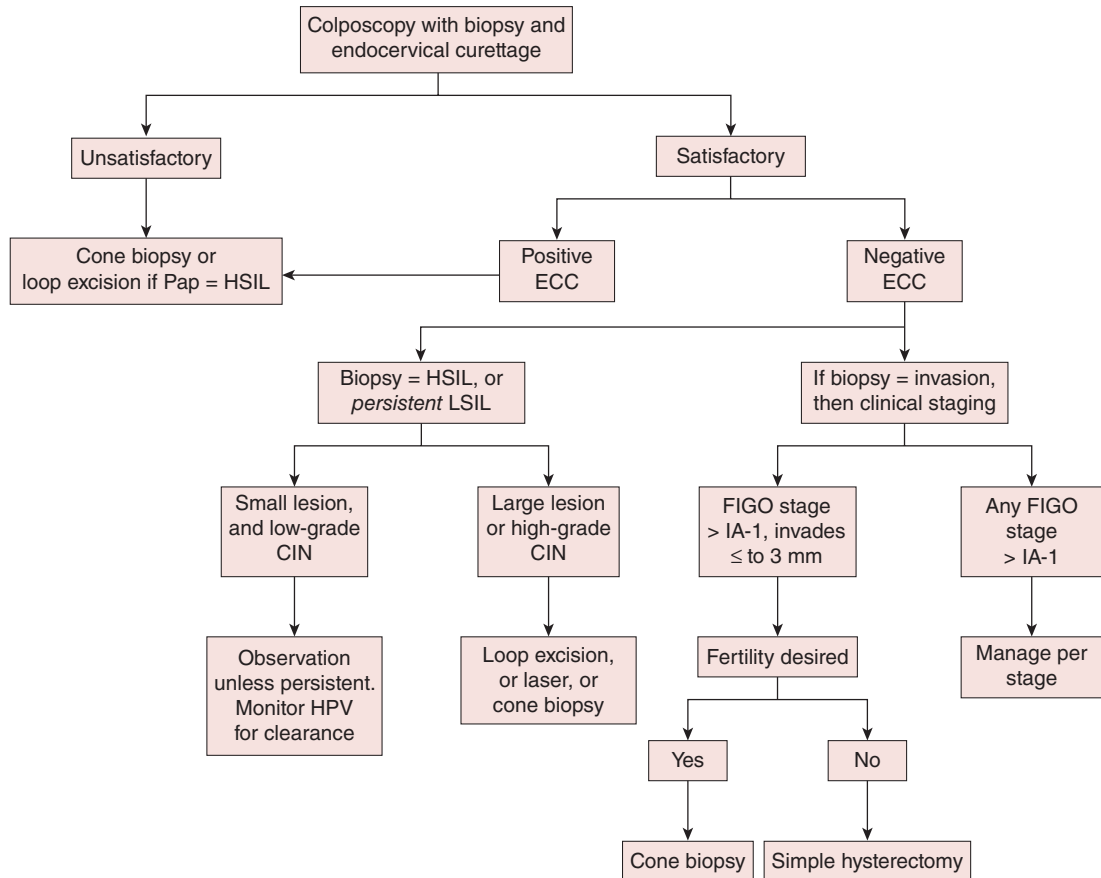 Colposcopy with biopsy and
endocervical curettage
Unsatisfactory
Satisfactory
Cone biopsy or
loop excision if Pap = HSIL
Positive
ECC
Negative
ECC
Biopsy = HSIL, or
persistent LSIL
If biopsy = invasion,
then clinical staging
Small lesion,
and low-grade
CIN
Large lesion
or high-grade
CIN
FIGO stage
> IA-1, invades
≤ to 3 mm
Any FIGO
stage
> IA-1
Observation
unless persistent.
Monitor HPV
for clearance
Loop excision,
or laser, or
cone biopsy
Fertility desired
Manage per
stage
Yes
No
Cone biopsy
Simple hysterectomy